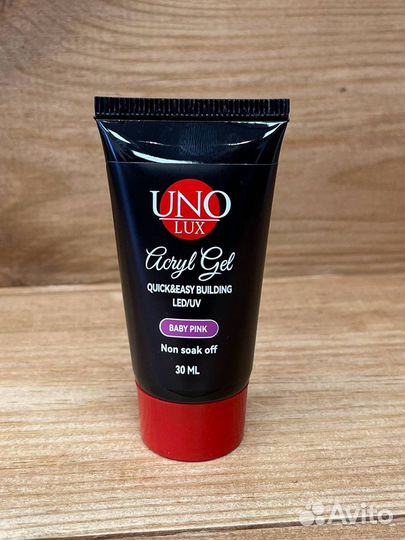 UNO
LUX
Acryl Gel
QUICK&EASY BUILDING
LED/UV
BABY PINK
Non soak off
30 ML
Avito